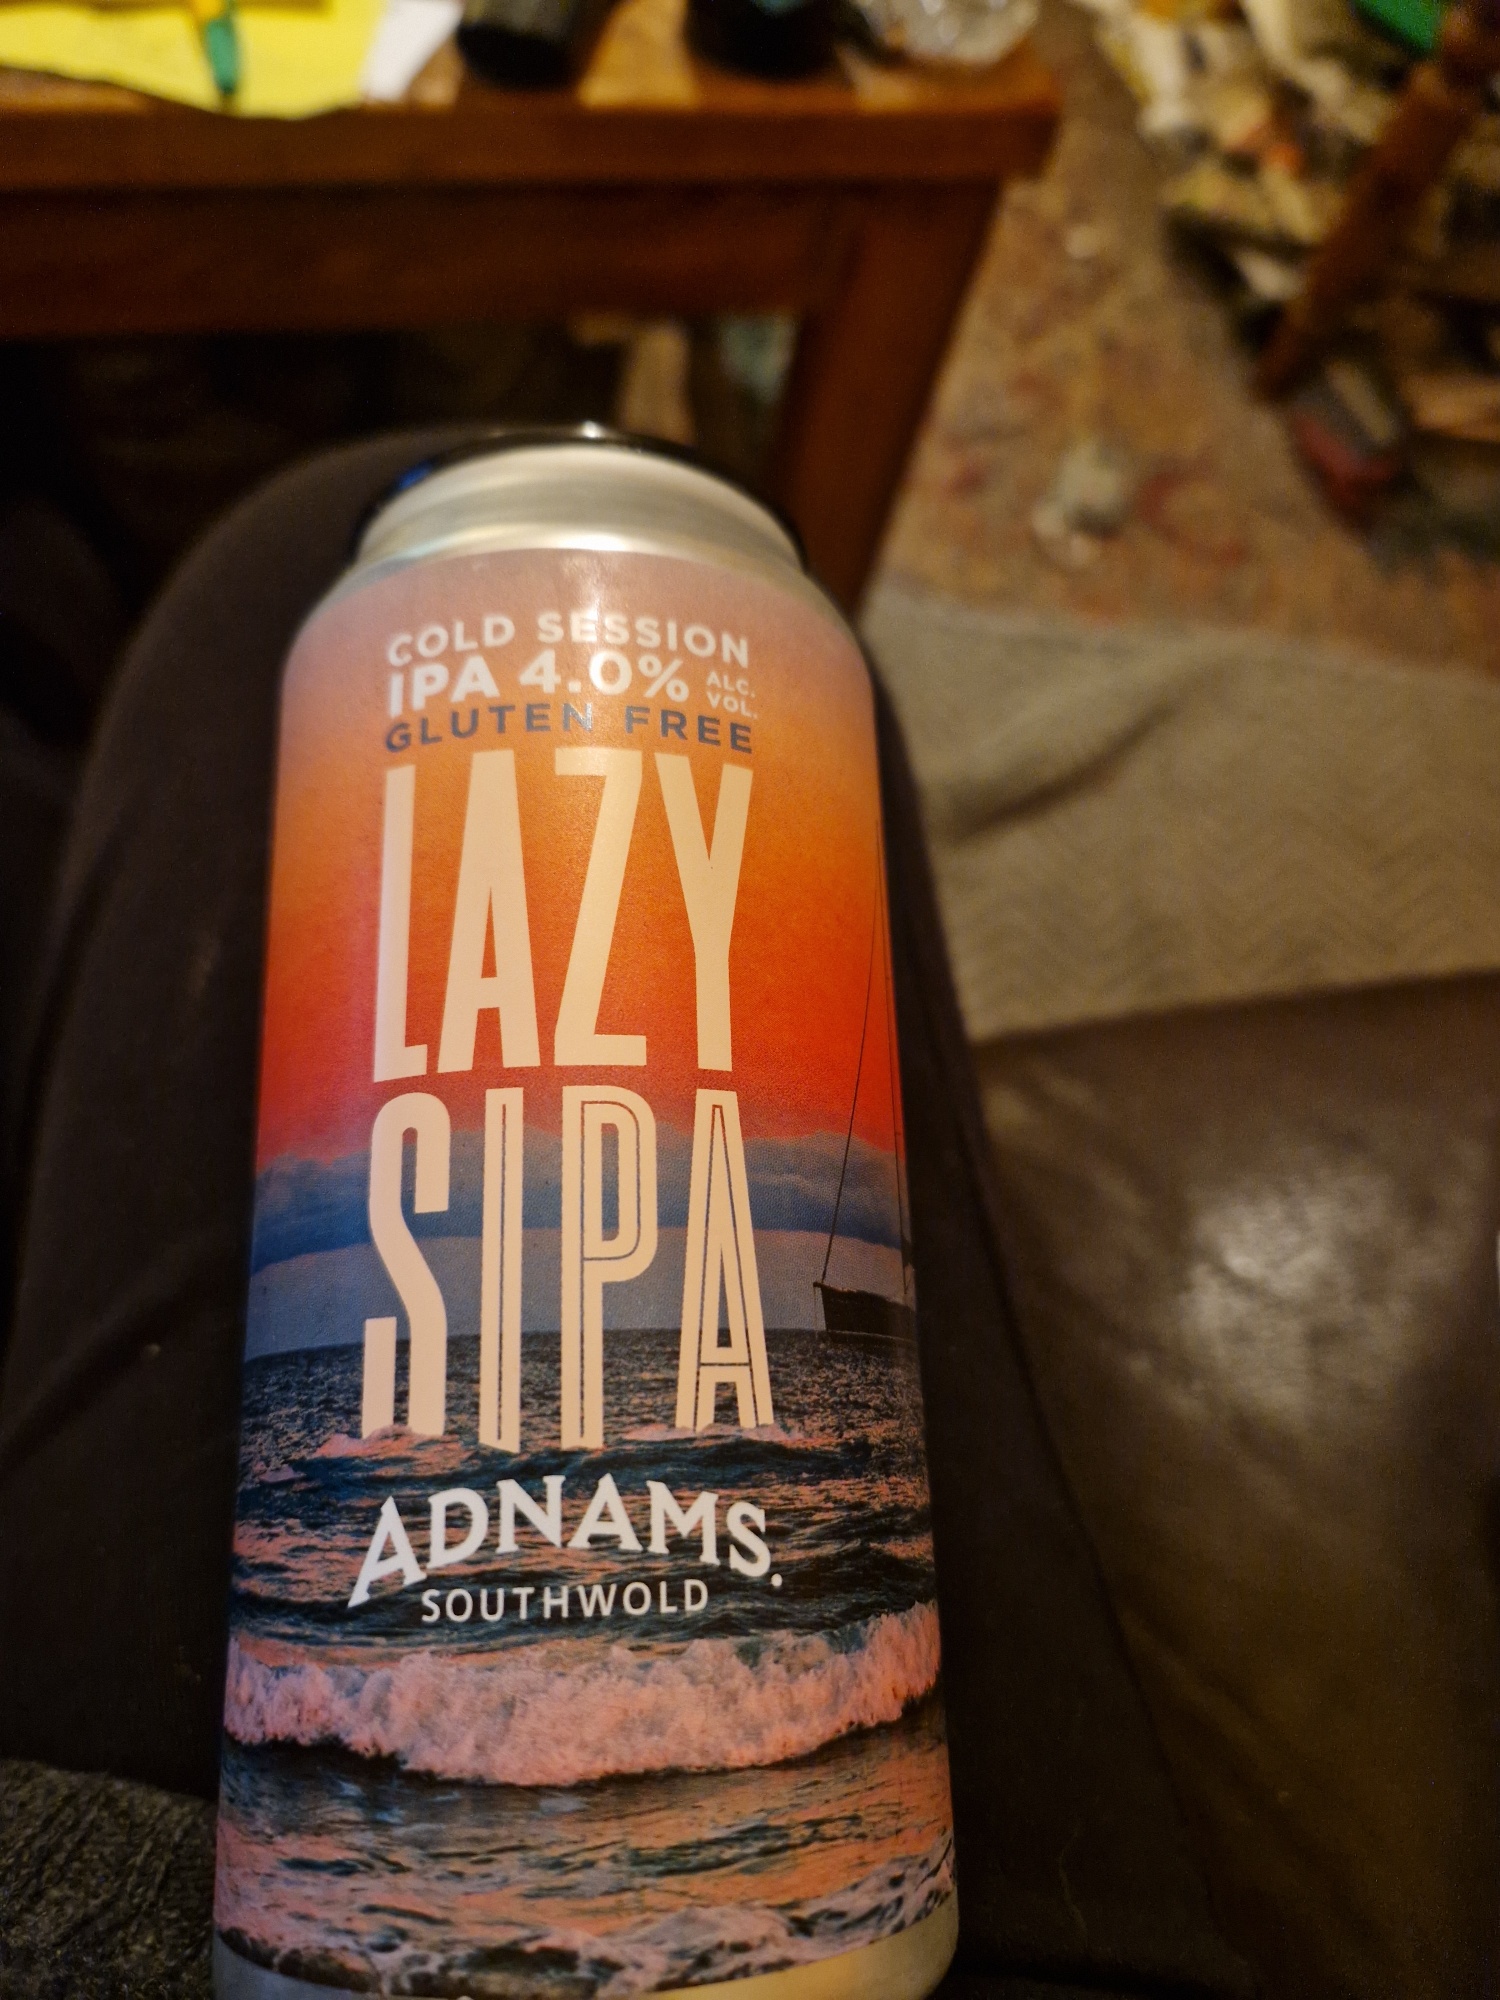 COLD SESSION
IPA 4.0% ALC. VOL.
GLUTEN FREE
LAZY
SIPA
ADNAMS.
SOUTHWOLD